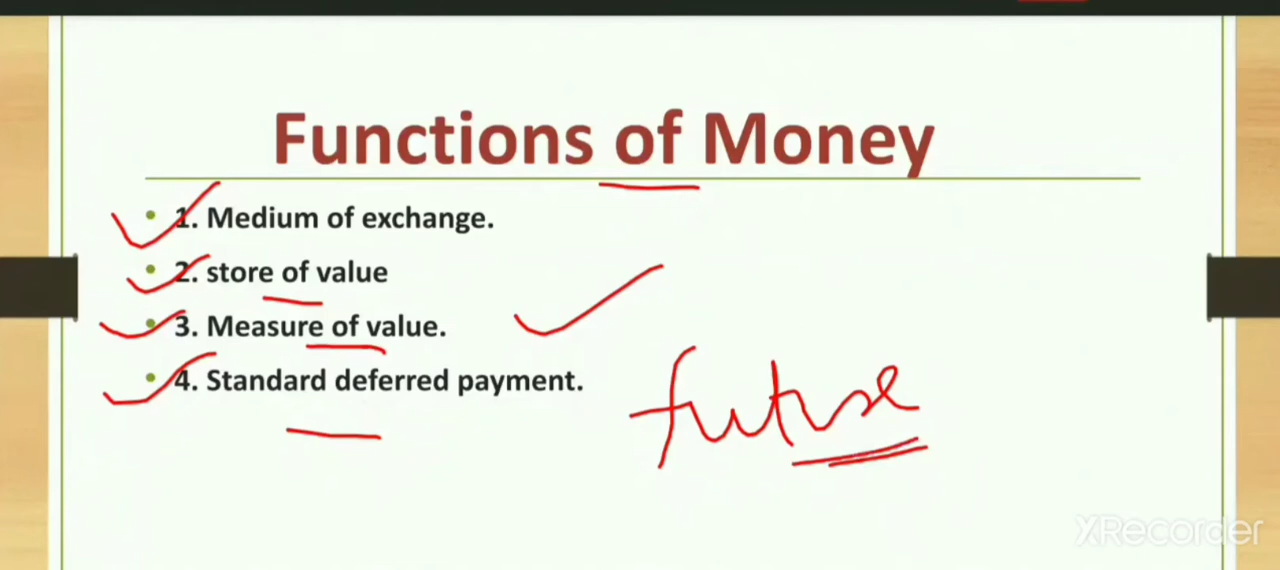 Functions of Money
• 1. Medium of exchange.
• 2. store of value
• 3. Measure of value.
• 4. Standard deferred payment.
future
XRecorder